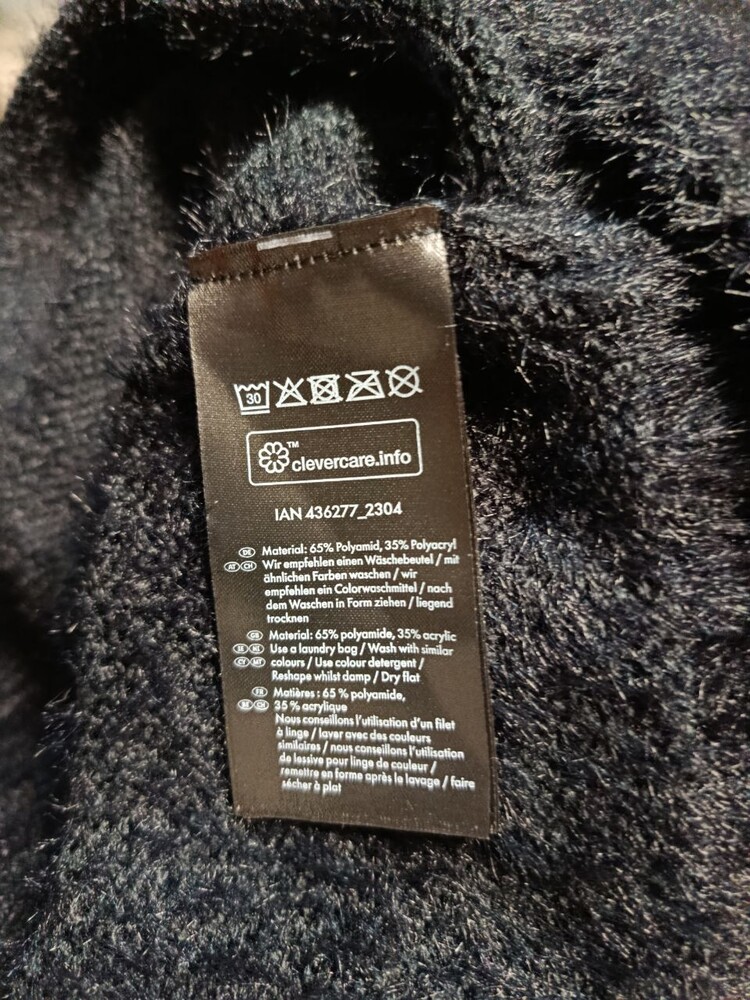 30
clevercare.info™
IAN 436277_2304
DE Material: 65% Polyamid, 35% Polyacryl
AT CH Wir empfehlen einen Wäschebeutel / mit
ähnlichen Farben waschen / wir
empfehlen ein Colorwaschmittel / nach
dem Waschen in Form ziehen / liegend
trocknen
GB Material: 65% polyamide, 35% acrylic
IE NI Use a laundry bag / Wash with similar
CY MT colours / Use colour detergent /
Reshape whilst damp / Dry flat
FR Matières : 65 % polyamide,
BE CH 35 % acrylique
Nous conseillons l'utilisation d'un filet
à linge / laver avec des couleurs
similaires / nous conseillons l'utilisation
de lessive pour linge de couleur /
remettre en forme après le lavage / faire
sécher à plat